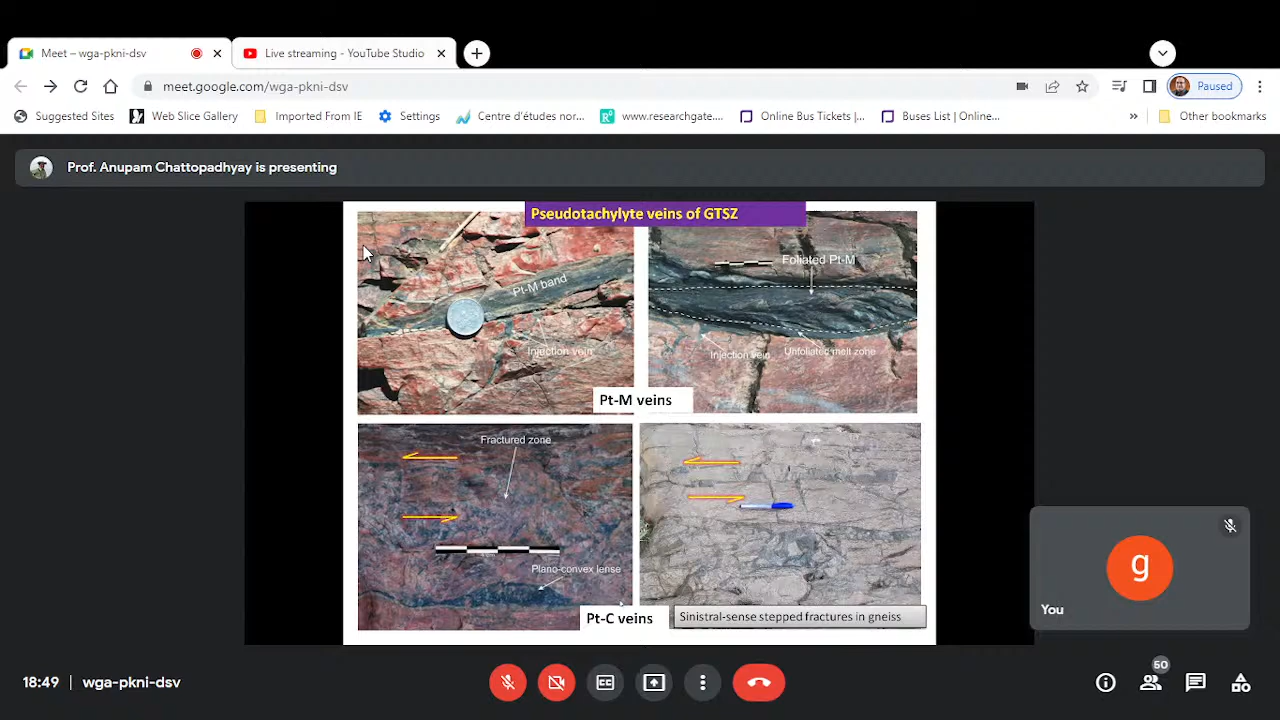 Meet – wga-pkni-dsv
Live streaming - YouTube Studio
meet.google.com/wga-pkni-dsv
Paused
Suggested Sites
Web Slice Gallery
Imported From IE
Settings
Centre d'études nor...
www.researchgate....
Online Bus Tickets |...
Buses List | Online...
Other bookmarks
Prof. Anupam Chattopadhyay is presenting
Pseudotachylyte veins of GTSZ
Pt-M band
Injection vein
Foliated Pt-M
Injection vein
Unfoliated melt zone
Pt-M veins
Fractured zone
Plano-convex lense
Pt-C veins
Sinistral-sense stepped fractures in gneiss
g
You
18:49 | wga-pkni-dsv
50